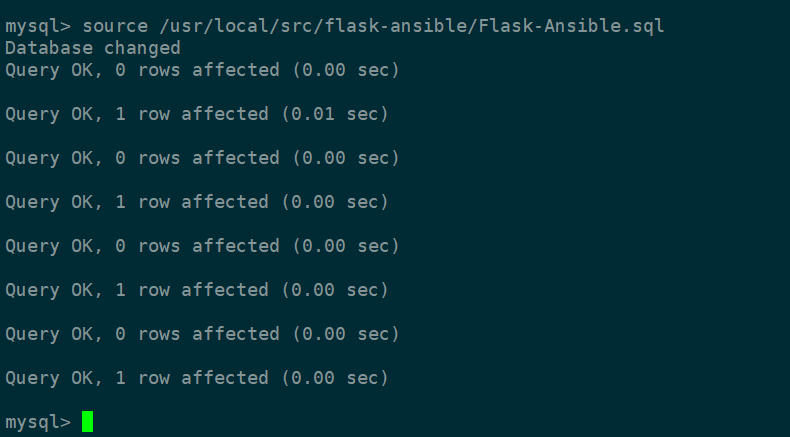 mysql> source /usr/local/src/flask-ansible/Flask-Ansible.sql
Database changed
Query OK, 0 rows affected (0.00 sec)
Query OK, 1 row affected (0.01 sec)
Query OK, 0 rows affected (0.00 sec)
Query OK, 1 row affected (0.00 sec)
Query OK, 0 rows affected (0.00 sec)
Query OK, 1 row affected (0.00 sec)
Query OK, 0 rows affected (0.00 sec)
Query OK, 1 row affected (0.00 sec)
mysql>